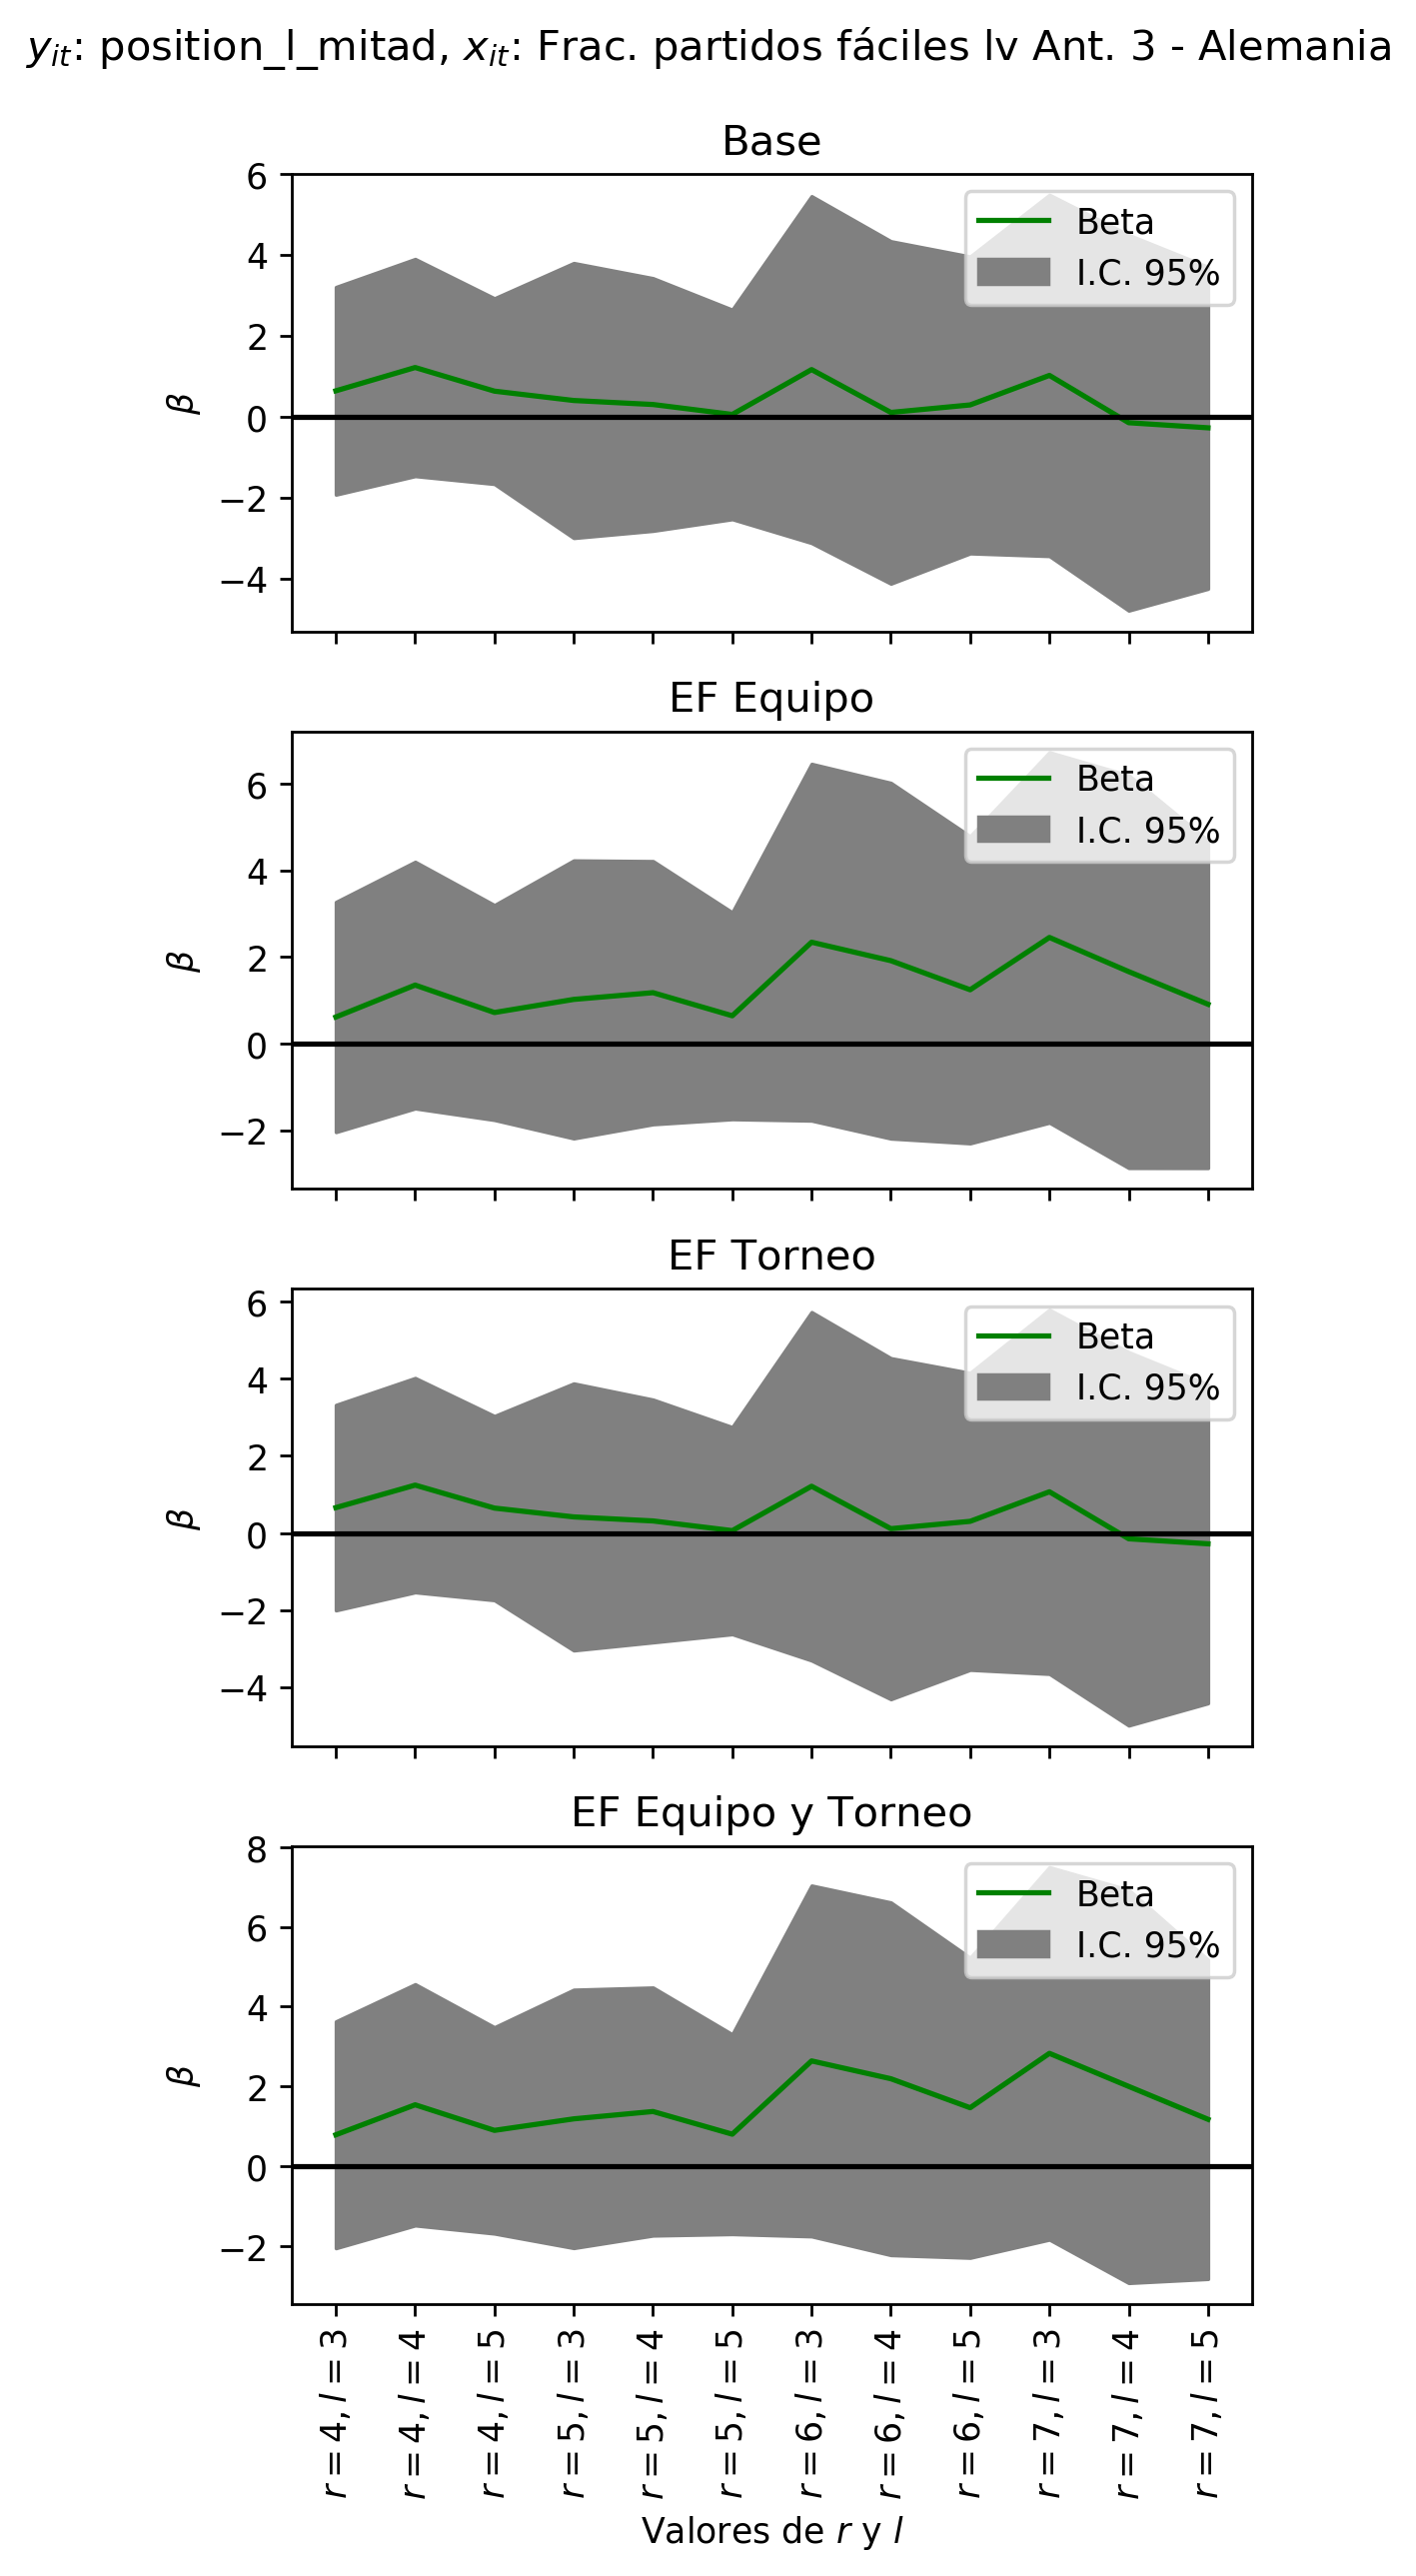 y_it: position_l_mitad, x_it: Frac. partidos fáciles lv Ant. 3 - Alemania
Base
6
4
2
0
−2
−4
β
Beta
I.C. 95%
EF Equipo
6
4
2
0
−2
β
Beta
I.C. 95%
EF Torneo
6
4
2
0
−2
−4
β
Beta
I.C. 95%
EF Equipo y Torneo
8
6
4
2
0
−2
β
Beta
I.C. 95%
r = 4, l = 3
r = 4, l = 4
r = 4, l = 5
r = 5, l = 3
r = 5, l = 4
r = 5, l = 5
r = 6, l = 3
r = 6, l = 4
r = 6, l = 5
r = 7, l = 3
r = 7, l = 4
r = 7, l = 5
Valores de r y l